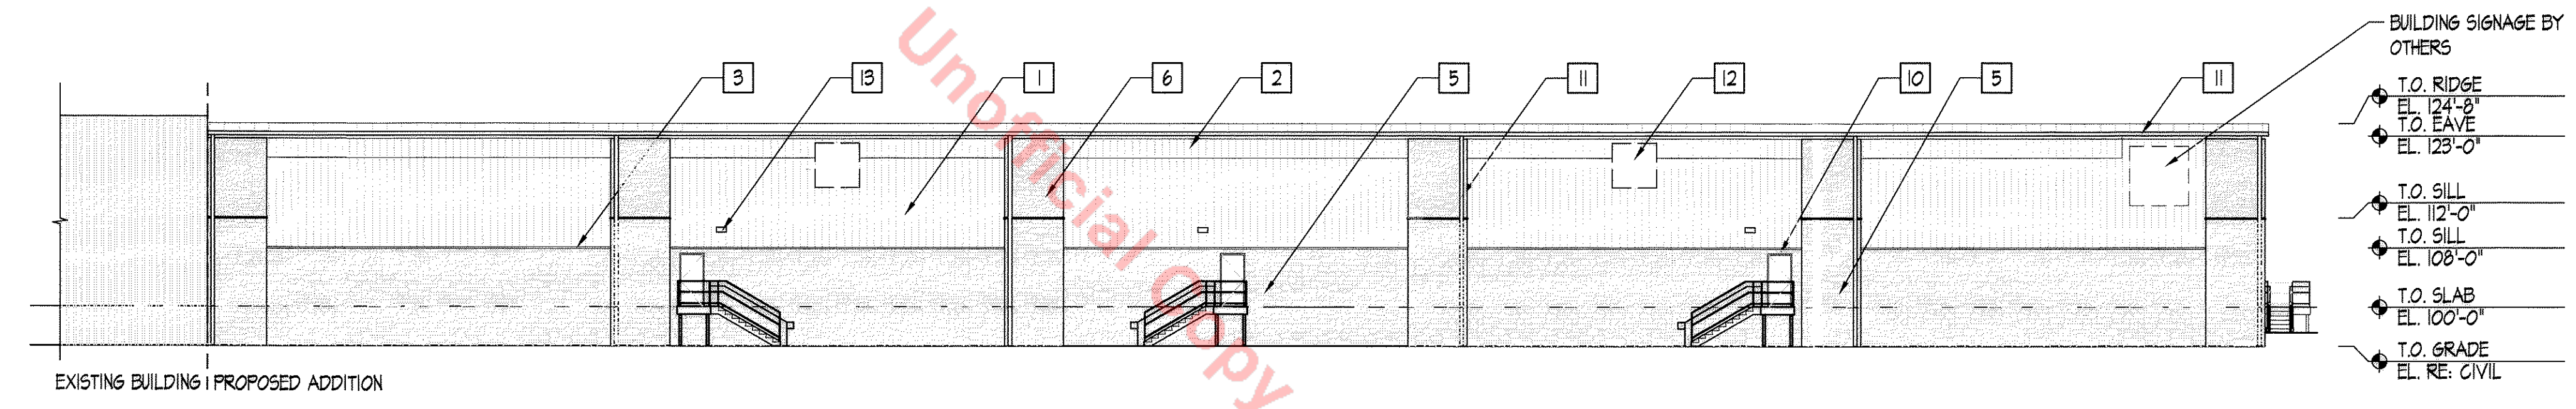 BUILDING SIGNAGE BY
OTHERS
3
13
1
6
2
5
11
12
10
5
11
T.O. RIDGE
EL. 124'-8"
T.O. EAVE
EL. 123'-0"
T.O. SILL
EL. 112'-0"
T.O. SILL
EL. 108'-0"
T.O. SLAB
EL. 100'-0"
T.O. GRADE
EL. RE: CIVIL
EXISTING BUILDING
PROPOSED ADDITION
Unofficial Copy